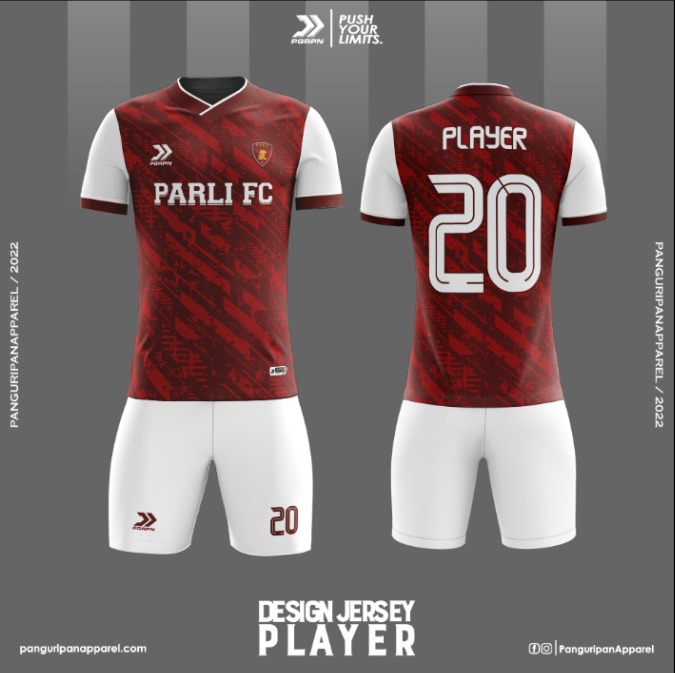 PGRPN
PUSH
YOUR
LIMITS.
PGRPN
PARLI FC
PLAYER
20
PANGURIPANAPPAREL / 2022
PANGURIPANAPPAREL / 2022
PGRPN
20
DESIGN JERSEY
PLAYER
panguripanapparel.com
PanguripanApparel